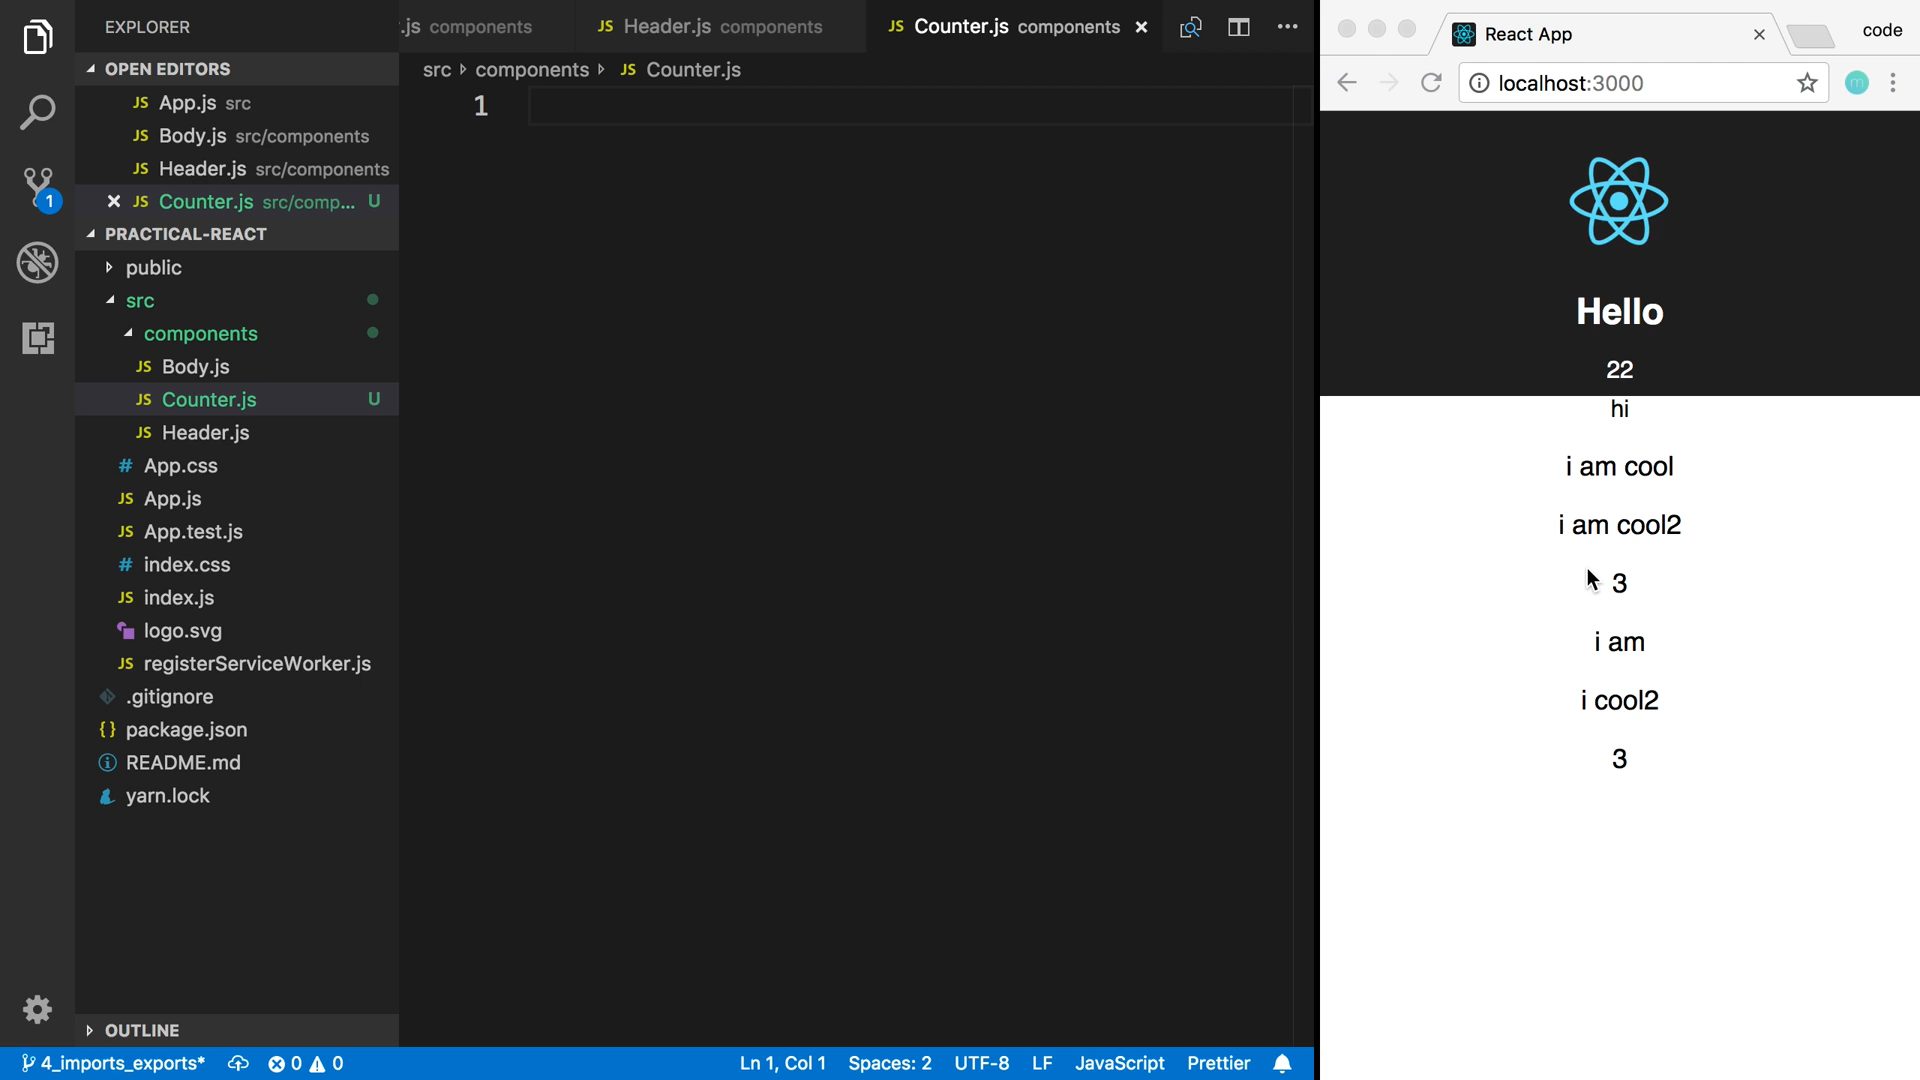 EXPLORER
OPEN EDITORS
JS App.js src
JS Body.js src/components
JS Header.js src/components
JS Counter.js src/comp... U
PRACTICAL-REACT
public
src
components
JS Body.js
JS Counter.js U
JS Header.js
# App.css
JS App.js
JS App.test.js
# index.css
JS index.js
logo.svg
JS registerServiceWorker.js
.gitignore
{} package.json
README.md
yarn.lock
OUTLINE
1
.js components
JS Header.js components
JS Counter.js components
src components JS Counter.js
1
4_imports_exports* 0 0
Ln 1, Col 1 Spaces: 2 UTF-8 LF JavaScript Prettier
React App
code
localhost:3000
m
Hello
22
hi
i am cool
i am cool2
3
i am
i cool2
3